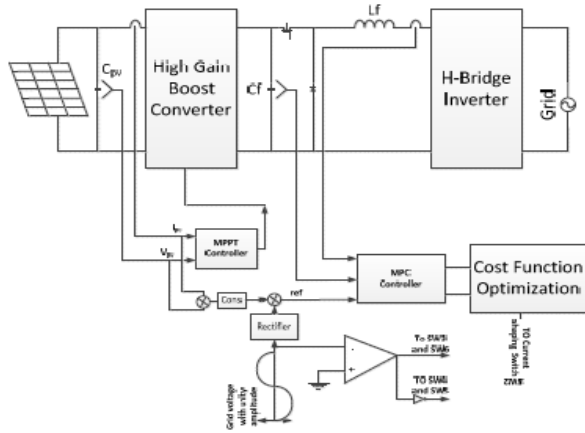 Lf
Cpv
High Gain
Boost
Converter
Cf
H-Bridge
Inverter
Grid
Ipv
Vpv
MPPT
Controller
Cons
ref
MPC
Controller
Cost Function
Optimization
Rectifier
-
+
To SW3
and SW6
TO SW4
and SW5
TO Current
shaping Switch
SW2
Grid voltage
with unity
amplitude